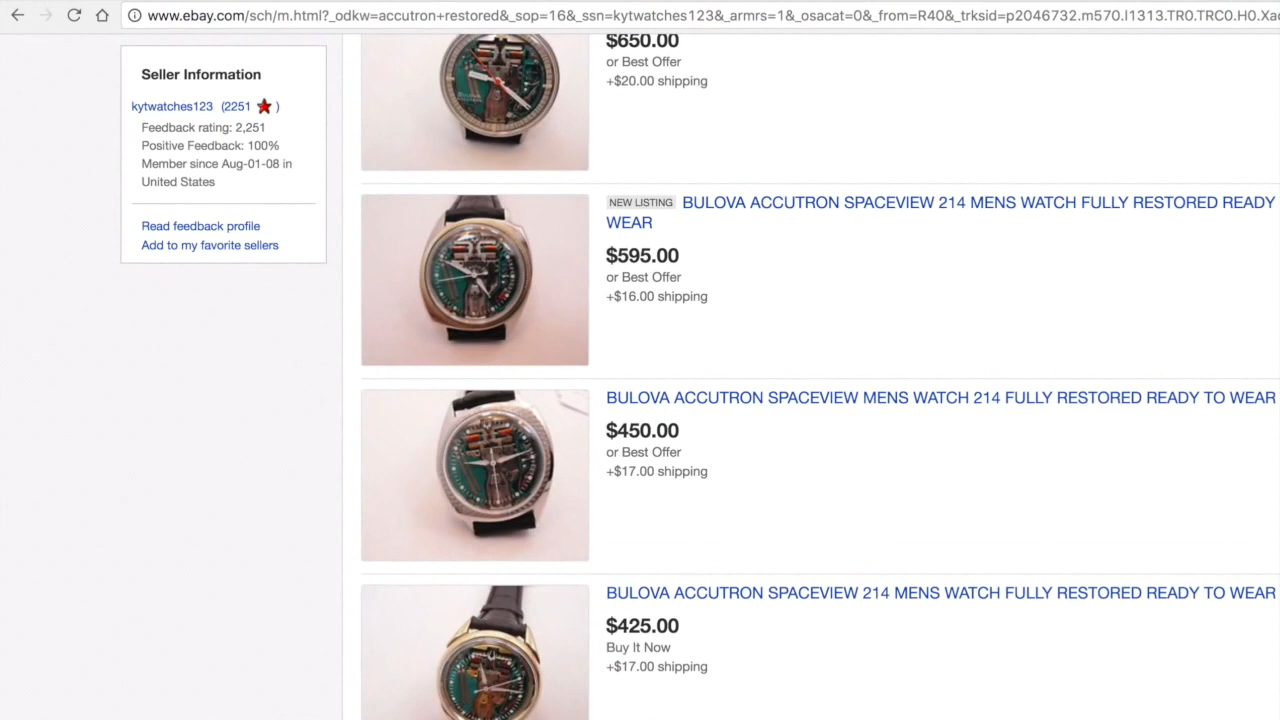 www.ebay.com/sch/m.html?_odkw=accutron+restored&_sop=16&_ssn=kytwatches123&_armrs=1&_osacat=0&_from=R40&_trksid=p2046732.m570.l1313.TR0.TRC0.H0.Xac
Seller Information
kytwatches123 (2251 )
Feedback rating: 2,251
Positive Feedback: 100%
Member since Aug-01-08 in
United States
Read feedback profile
Add to my favorite sellers
$650.00
or Best Offer
+$20.00 shipping
NEW LISTING BULOVA ACCUTRON SPACEVIEW 214 MENS WATCH FULLY RESTORED READY
WEAR
$595.00
or Best Offer
+$16.00 shipping
BULOVA ACCUTRON SPACEVIEW MENS WATCH 214 FULLY RESTORED READY TO WEAR
$450.00
or Best Offer
+$17.00 shipping
BULOVA ACCUTRON SPACEVIEW 214 MENS WATCH FULLY RESTORED READY TO WEAR
$425.00
Buy It Now
+$17.00 shipping